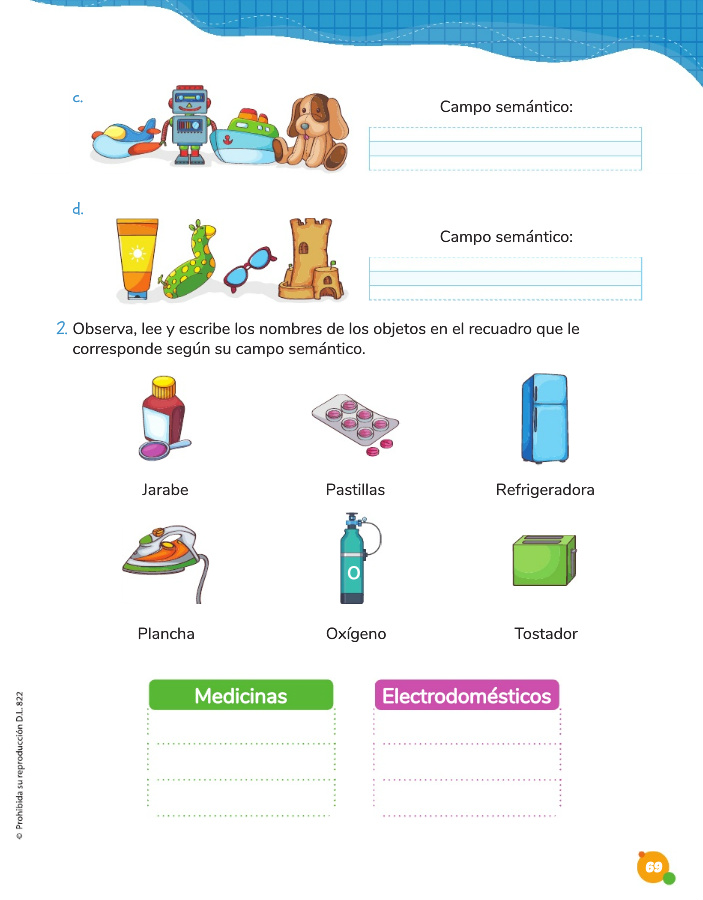 c.
Campo semántico:
d.
Campo semántico:
2. Observa, lee y escribe los nombres de los objetos en el recuadro que le
corresponde según su campo semántico.
Jarabe
Pastillas
Refrigeradora
O
Plancha
Oxígeno
Tostador
Medicinas
Electrodomésticos
© Prohibida su reproducción D.L. 822
69